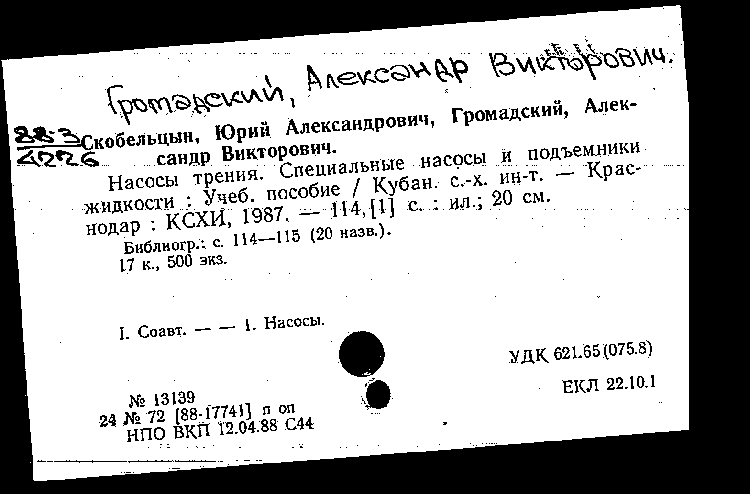 Громадский, Александр Викторович.
88-3
4226
Скобельцын, Юрий Александрович, Громадский, Алек-
сандр Викторович.
Насосы трения. Специальные насосы и подъемники
жидкости : Учеб. пособие / Кубан. с.-х. ин-т. — Крас-
нодар : КСХИ, 1987. — 114,[1] с. : ил.; 20 см.
Библиогр.: с. 114—115 (20 назв.).
17 к., 500 экз.
I. Соавт. — — 1. Насосы.
УДК 621.65(075.8)
№ 13139
ЕКЛ 22.10.1
24 № 72 [88-17741] п оп
НПО ВКП 12.04.88 С44